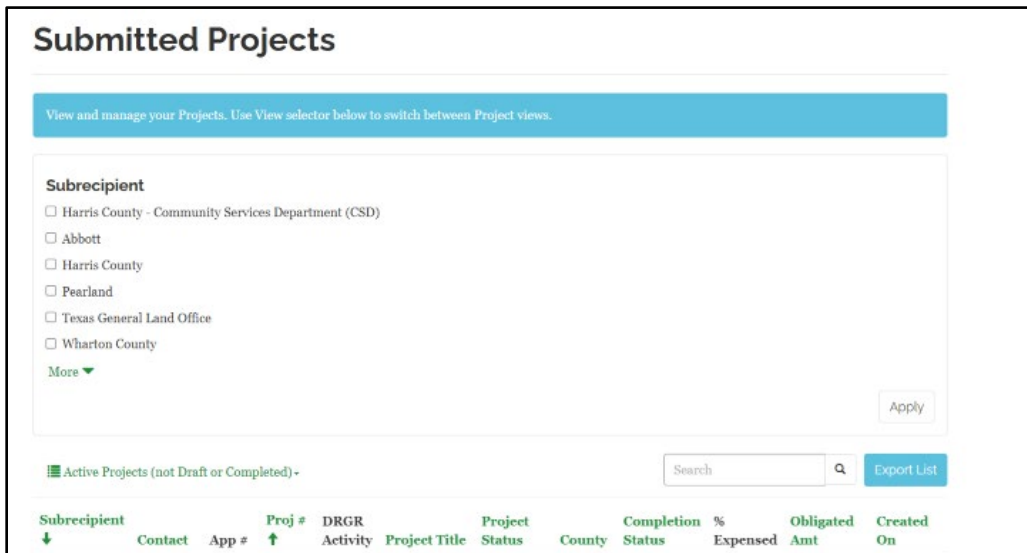 Submitted Projects
View and manage your Projects. Use View selector below to switch between Project views.
Subrecipient
Harris County - Community Services Department (CSD)
Abbott
Harris County
Pearland
Texas General Land Office
Wharton County
More
Apply
Active Projects (not Draft or Completed)
Search
Export List
Subrecipient Proj # DRGR Project Completion % Obligated Created
Contact App # Activity Project Title Status County Status Expensed Amt On